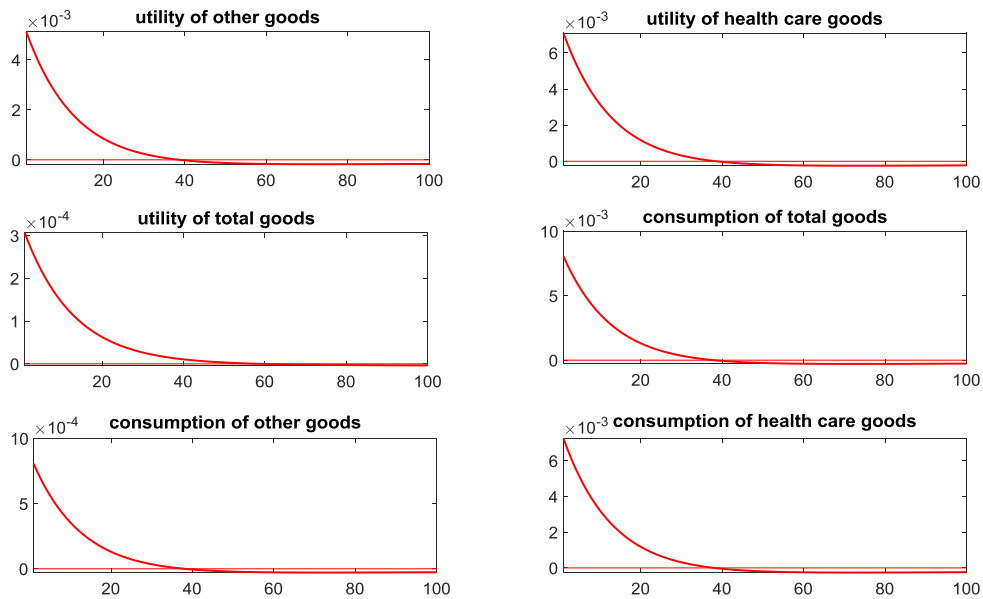 ×10-3 utility of other goods
4
2
0
20 40 60 80 100
×10-3 utility of health care goods
6
4
2
0
20 40 60 80 100
×10-4 utility of total goods
3
2
1
0
20 40 60 80 100
×10-3 consumption of total goods
10
5
0
20 40 60 80 100
×10-4 consumption of other goods
10
5
0
20 40 60 80 100
×10-3 consumption of health care goods
6
4
2
0
20 40 60 80 100